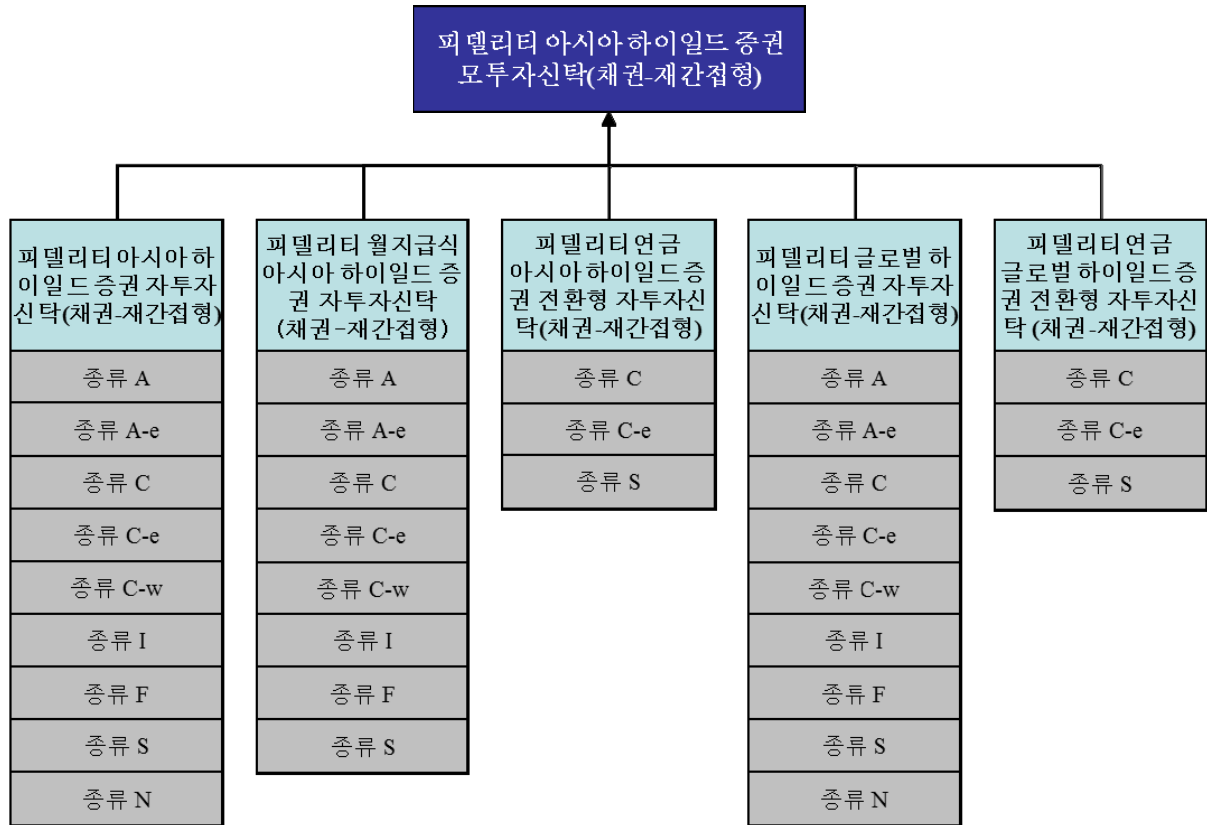 피델리티 아시아 하이일드 증권
모투자신탁(채권-재간접형)
피델리티 아시아 하
이일드 증권 자투자
신탁(채권-재간접형)
종류 A
종류 A-e
종류 C
종류 C-e
종류 C-w
종류 I
종류 F
종류 S
종류 N
피델리티 월지급식
아시아 하이일드 증
권 자투자신탁
(채권-재간접형)
종류 A
종류 A-e
종류 C
종류 C-e
종류 C-w
종류 I
종류 F
종류 S
피델리티 연금
아시아 하이일드 증
권 전환형 자투자신
탁(채권-재간접형)
종류 C
종류 C-e
종류 S
피델리티 글로벌 하
이일드 증권 자투자
신탁(채권-재간접형)
종류 A
종류 A-e
종류 C
종류 C-e
종류 C-w
종류 I
종특 F
종류 S
종류 N
피델리티 연금
글로벌 하이일드 증
권 전환형 자투자신
탁 (채권-재간접형)
종류 C
종류 C-e
종류 S